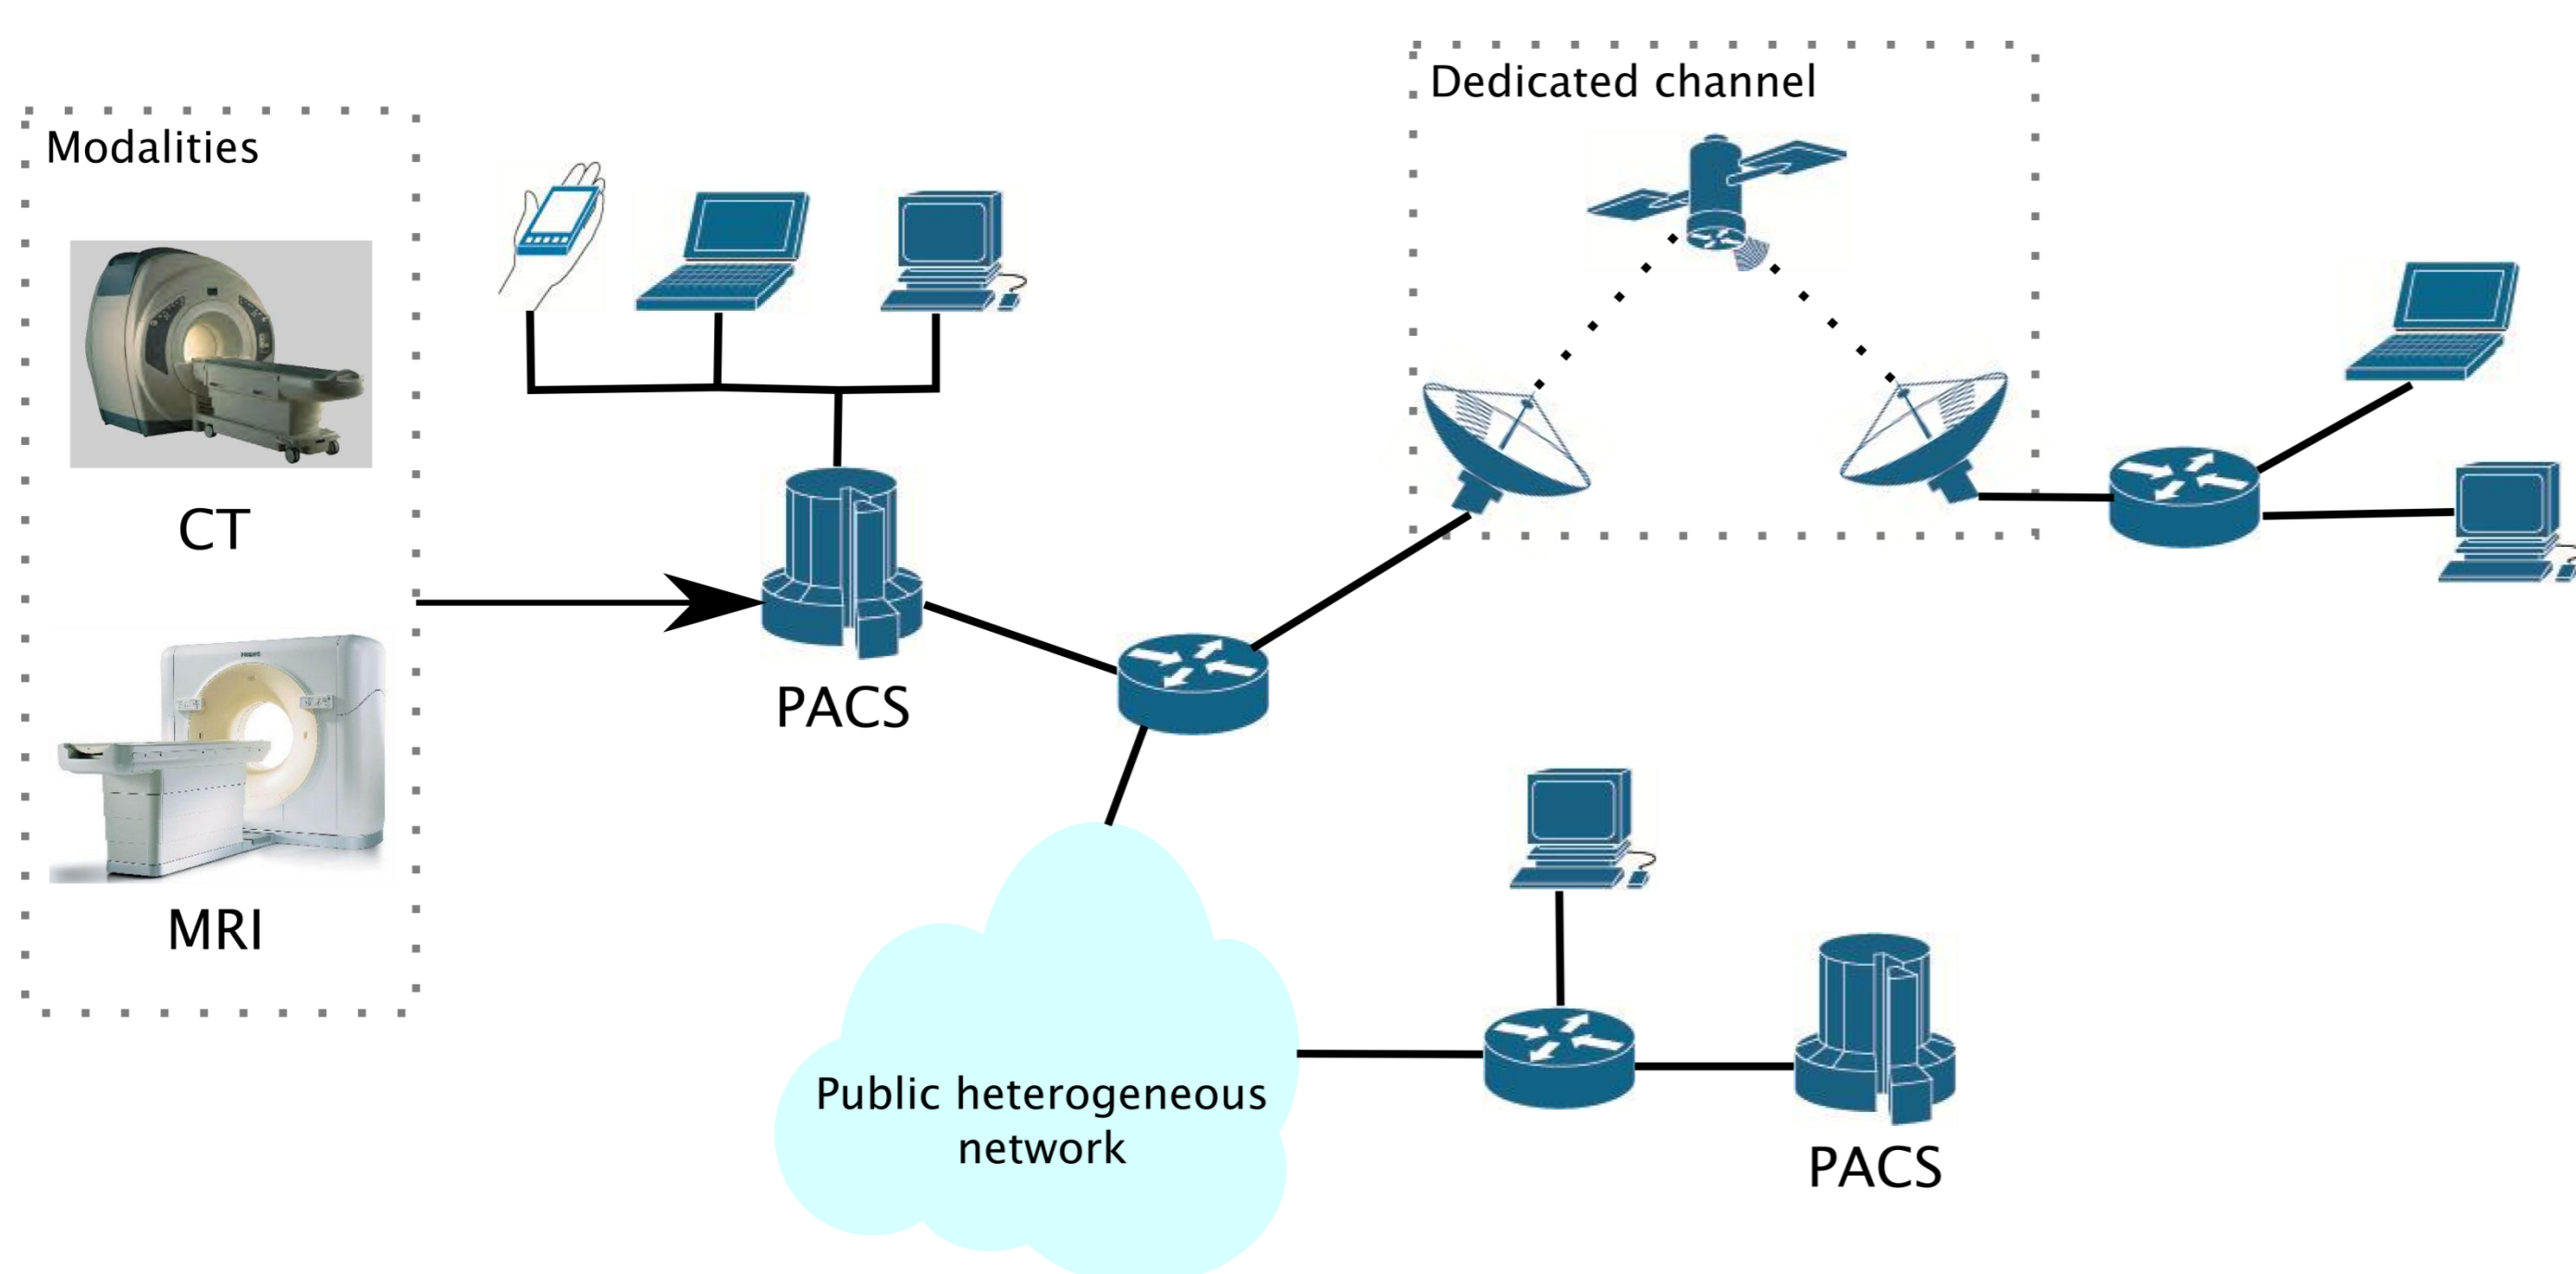 Dedicated channel
Modalities
CT
PACS
MRI
Public heterogeneous
network
PACS